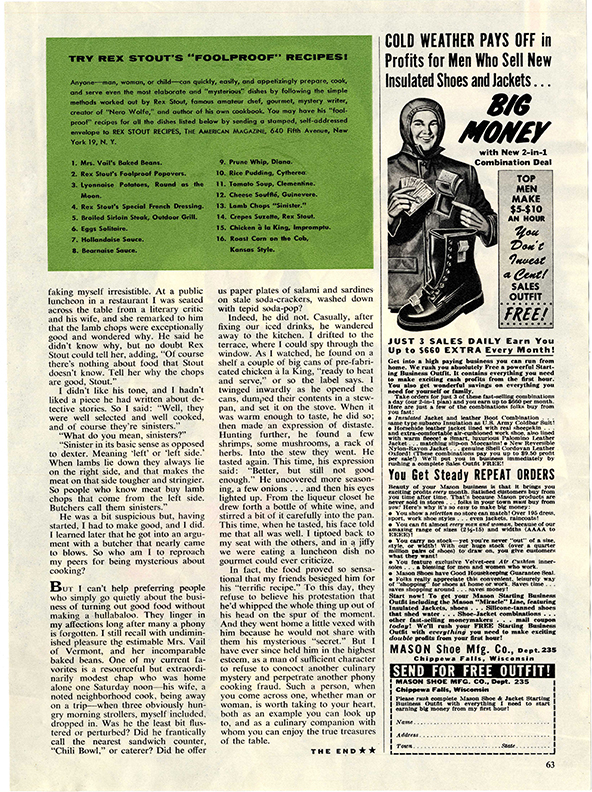 TRY REX STOUT'S "FOOLPROOF" RECIPES!
Anyone—man, woman, or child—can quickly, easily, and appetizingly prepare, cook,
and serve even the most elaborate and "mysterious" dishes by following the simple
methods worked out by Rex Stout, famous amateur chef, gourmet, mystery writer,
creator of "Nero Wolfe," and author of his own cookbook. You may have his "fool-
proof" recipes for all the dishes listed below by sending a stamped, self-addressed
envelope to REX STOUT RECIPES, THE AMERICAN MAGAZINE, 640 Fifth Avenue, New
York 19, N. Y.
1. Mrs. Vail's Baked Beans.
2. Rex Stout's Foolproof Popovers.
3. Lyonnaise Potatoes, Round as the
Moon.
4. Rex Stout's Special French Dressing.
5. Broiled Sirloin Steak, Outdoor Grill.
6. Eggs Solitaire.
7. Hollandaise Sauce.
8. Bearnaise Sauce.
9. Prune Whip, Diana.
10. Rice Pudding, Cytherea.
11. Tomato Soup, Clementine.
12. Cheese Soufflé, Guinevere.
13. Lamb Chops "Sinister."
14. Crepes Suzette, Rex Stout.
15. Chicken à la King, Impromptu.
16. Roast Corn on the Cob,
Kansas Style.
faking myself irresistible. At a public
luncheon in a restaurant I was seated
across the table from a literary critic
and his wife, and she remarked to him
that the lamb chops were exceptionally
good and wondered why. He said he
didn't know why, but no doubt Rex
Stout could tell her, adding, "Of course
there's nothing about food that Stout
doesn't know. Tell her why the chops
are good, Stout."
I didn't like his tone, and I hadn't
liked a piece he had written about de-
tective stories. So I said: "Well, they
were well selected and well cooked,
and of course they're sinisters."
"What do you mean, sinisters?"
"Sinister in its basic sense as opposed
to dexter. Meaning 'left' or 'left side.'
When lambs lie down they always lie
on the right side, and that makes the
meat on that side tougher and stringier.
So people who know meat buy lamb
chops that come from the left side.
Butchers call them sinisters."
He was a bit suspicious but, having
started, I had to make good, and I did.
I learned later that he got into an argu-
ment with a butcher that nearly came
to blows. So who am I to reproach
my peers for being mysterious about
cooking?
BUT I can't help preferring people
who simply go quietly about the busi-
ness of turning out good food without
making a hullabaloo. They linger in
my affections long after many a phony
is forgotten. I still recall with undimin-
ished pleasure the estimable Mrs. Vail
of Vermont, and her incomparable
baked beans. One of my current fa-
vorites is a resourceful but extraordi-
narily modest chap who was home
alone one Saturday noon—his wife, a
noted neighborhood cook, being away
on a trip—when three obviously hun-
gry morning strollers, myself included,
dropped in. Was he the least bit flus-
tered or perturbed? Did he frantically
call the nearest sandwich counter,
"Chili Bowl," or caterer? Did he offer
us paper plates of salami and sardines
on stale soda-crackers, washed down
with tepid soda-pop?
Indeed, he did not. Casually, after
fixing our iced drinks, he wandered
away to the kitchen. I drifted to the
terrace, where I could spy through the
window. As I watched, he found on a
shelf a couple of big cans of pre-fab-
ricated chicken à la King, "ready to heat
and serve," or so the label says. I
twinged inwardly as he opened the
cans, dumped their contents in a stew-
pan, and set it on the stove. When it
was warm enough to taste, he did so;
then made an expression of distaste.
Hunting further, he found a few
shrimps, some mushrooms, a rack of
herbs. Into the stew they went. He
tasted again. This time, his expression
said: "Better, but still not good
enough." He uncovered more season-
ing, a few onions . . . and then his eyes
lighted up. From the liqueur closet he
drew forth a bottle of white wine, and
stirred a bit of it carefully into the pan.
This time, when he tasted, his face told
me that all was well. I tiptoed back to
my seat with the others, and in a jiffy
we were eating a luncheon dish no
gourmet could ever criticize.
In fact, the food proved so sensa-
tional that my friends besieged him for
his "terrific recipe." To this day, they
refuse to believe his protestation that
he'd whipped the whole thing up out of
his head on the spur of the moment.
And they went home a little vexed with
him because he would not share with
them his mysterious "secret." But I
have ever since held him in the highest
esteem, as a man of sufficient character
to refuse to concoct another culinary
mystery and perpetrate another phony
cooking fraud. Such a person, when
you come across one, whether man or
woman, is worth taking to your heart,
both as an example you can look up
to, and as a culinary companion with
whom you can enjoy the true treasures
of the table.
THE END ★★
COLD WEATHER PAYS OFF in
Profits for Men Who Sell New
Insulated Shoes and Jackets . . .
BIG
MONEY
with New 2-in-1
Combination Deal
TOP
MEN
MAKE
$5-$10
AN HOUR
You
Don't
Invest
a Cent!
SALES
OUTFIT
FREE!
JUST 3 SALES DAILY Earn You
Up to $660 EXTRA Every Month!
Get into a high paying business you can run from
home. We rush you absolutely Free a powerful Start-
ing Business Outfit. It contains everything you need
to make exciting cash profits from the first hour.
You also get wonderful savings on everything you
need for yourself or family.
Take orders for just 3 of these fast-selling combinations
a day (our 2-in-1 plan) and you earn up to $660 per month.
Here are just a few of the combinations folks buy from
you fast:
● Insulated Jacket and leather Boot Combination . . .
same type rubbery insulation as U.S. Army Coldbar Suit!
● Horsehide leather jacket lined with real sheepskin . . .
and extra-comfortable air-cushioned work shoe, also lined
with warm fleece! ● Smart, luxurious Palomino Leather
Jacket . . . matching slip-on Moccasins! ● New Reversible
Nylon-Rayon Jacket . . . genuine shell Cordovan Leather
Oxford! (These combinations pay you up to $9.50 profit
per sale!) We'll put you in business immediately by
rushing a complete Sales Outfit FREE!
You Get Steady REPEAT ORDERS
Beauty of your Mason business is that it brings you
exciting profits every month. Satisfied customers buy from
you time after time. That's because Mason products are
never sold in stores . . . folks in your town must buy from
you! Here's why it's so easy to make big money:
● You show a selection no store can match! Over 195 dress,
sport, work shoe styles . . . even jackets, raincoats!
● You can fit almost every man and woman, because of our
amazing range of sizes (2½-15) and widths (AAAA to
EEEE)!
● You carry no stock—yet you're never "out" of a size,
style, or width! With our huge stock (over a quarter
million pairs of shoes) to draw on, you give customers
what they want!
● You feature exclusive Velvet-eez Air Cushion inner-
soles . . . a blessing for men and women who work.
● Mason Shoes have Good Housekeeping Guarantee Seal.
● Folks really appreciate this convenient, leisurely way
of "shopping" for shoes at home or work. Saves time . . .
saves shopping around . . . saves money!
Start now! To get your Mason Starting Business
Outfit including the Mason "Miracle" Line, featuring
Insulated Jackets, shoes . . . Silicone-tanned shoes
that shed water . . . Shoe-Jacket combinations . . .
other fast-selling moneymakers . . . mail coupon
today! We'll rush your FREE Starting Business
Outfit with everything you need to make exciting
double profits from your first hour!
MASON Shoe Mfg. Co., Dept. 235
Chippewa Falls, Wisconsin
SEND FOR FREE OUTFIT!
MASON SHOE MFG. CO., Dept. 235
Chippewa Falls, Wisconsin
Please rush complete Mason Shoe & Jacket Starting
Business Outfit with everything I need to start
earning big money from my first hour!
Name
Address
Town State
63